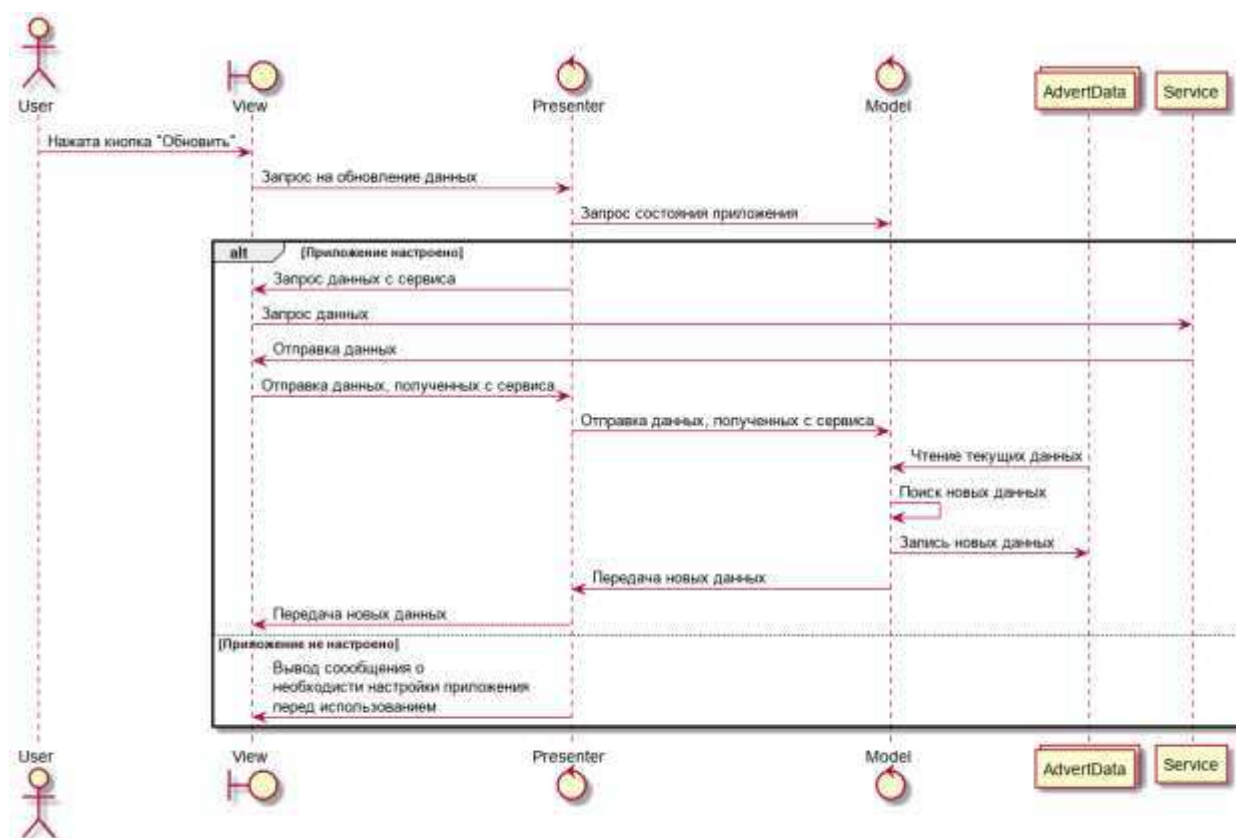 User
View
Presenter
Model
AdvertData
Service
Нажата кнопка "Обновить"
Запрос на обновление данных
Запрос состояния приложения
alt
[Приложение настроено]
Запрос данных с сервиса
Запрос данных
Отправка данных
Отправка данных, полученных с сервиса
Отправка данных, полученных с сервиса
Чтение текущих данных
Поиск новых данных
Запись новых данных
Передача новых данных
Передача новых данных
[Приложение не настроено]
Вывод соообщения о
необходисти настройки приложения
перед использованием
User
View
Presenter
Model
AdvertData
Service